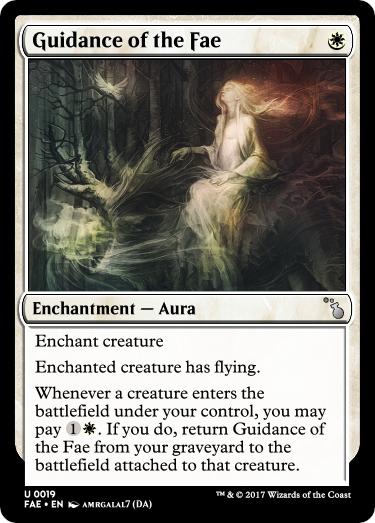 Guidance of the Fae
Enchantment — Aura
Enchant creature
Enchanted creature has flying.
Whenever a creature enters the
battlefield under your control, you may
pay 1. If you do, return Guidance of
the Fae from your graveyard to the
battlefield attached to that creature.
U 0019
FAE • EN AMRGALAL7 (DA)
™ & © 2017 Wizards of the Coast